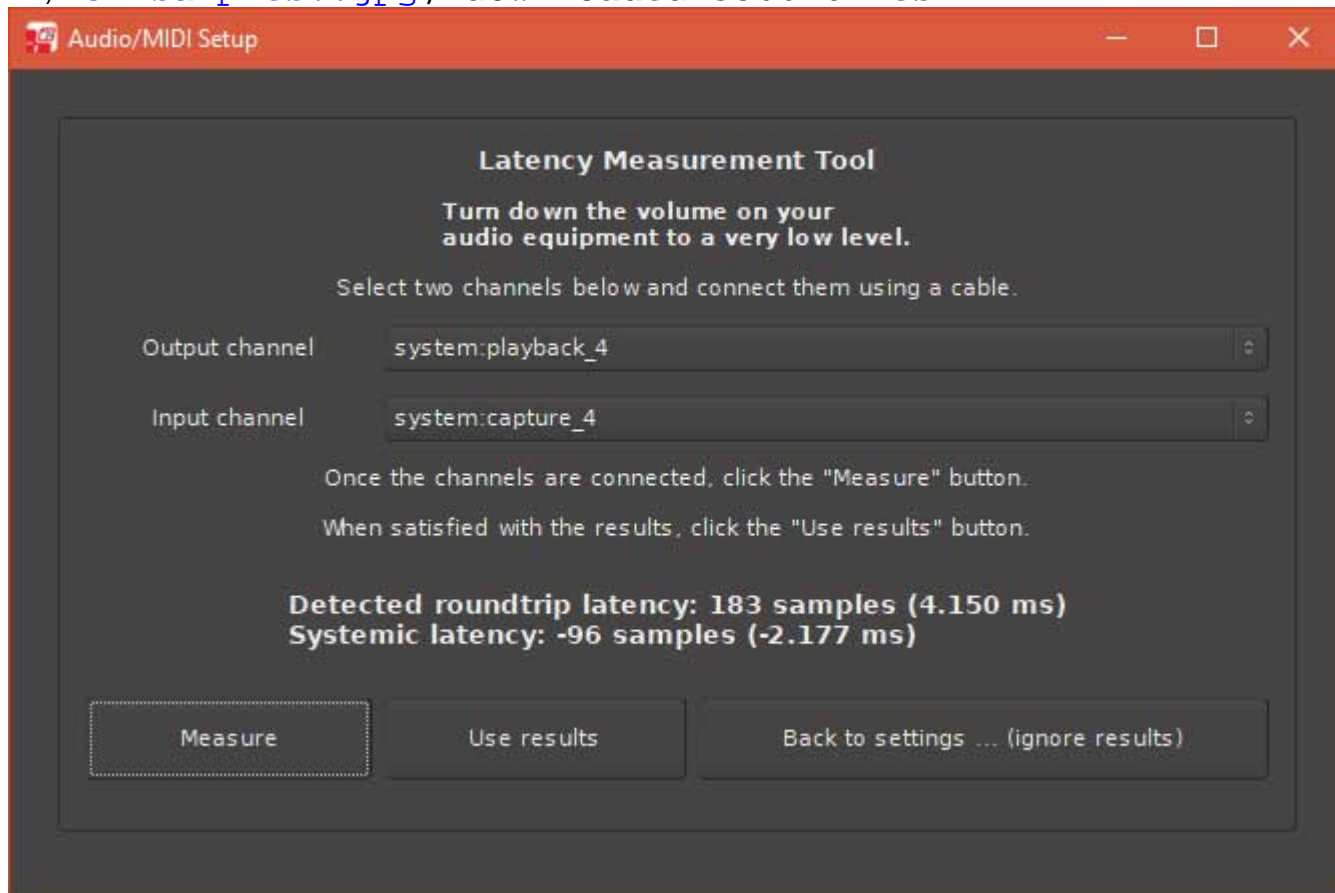 Audio/MIDI Setup
Latency Measurement Tool
Turn down the volume on your
audio equipment to a very low level.
Select two channels below and connect them using a cable.
Output channel system:playback_4
Input channel system:capture_4
Once the channels are connected, click the "Measure" button.
When satisfied with the results, click the "Use results" button.
Detected roundtrip latency: 183 samples (4.150 ms)
Systemic latency: -96 samples (-2.177 ms)
Measure Use results Back to settings ... (ignore results)